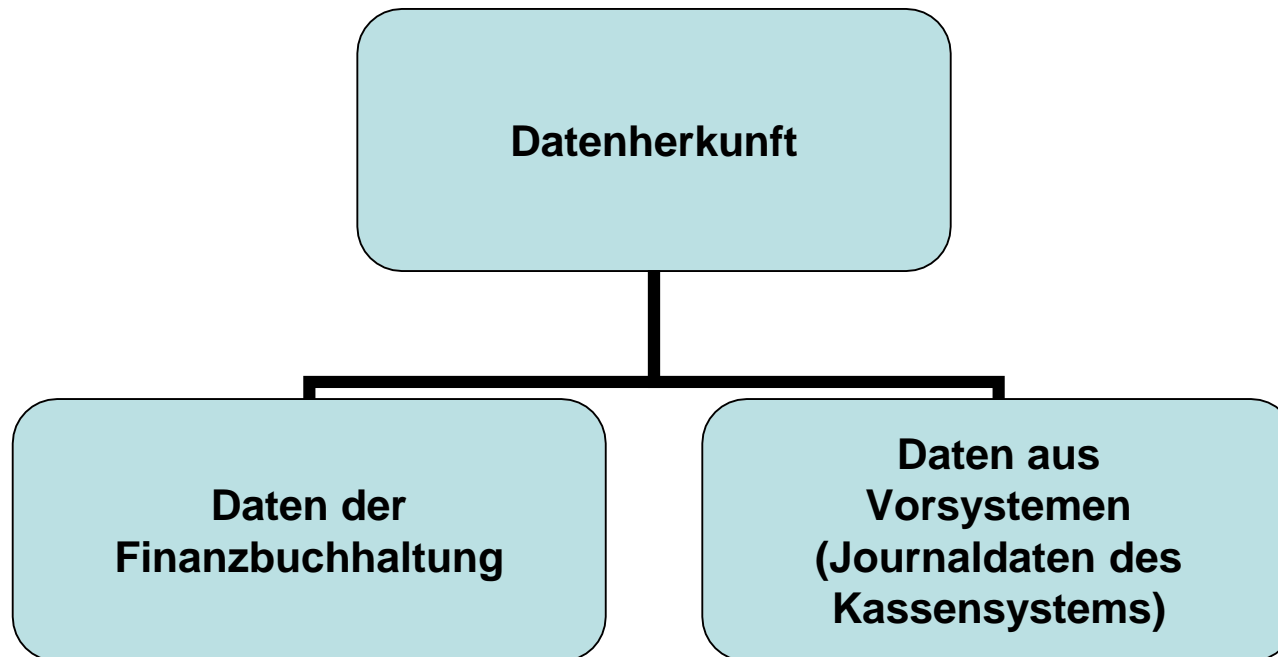 Datenherkunft
Daten der
Finanzbuchhaltung
Daten aus
Vorsystemen
(Journaldaten des
Kassensystems)